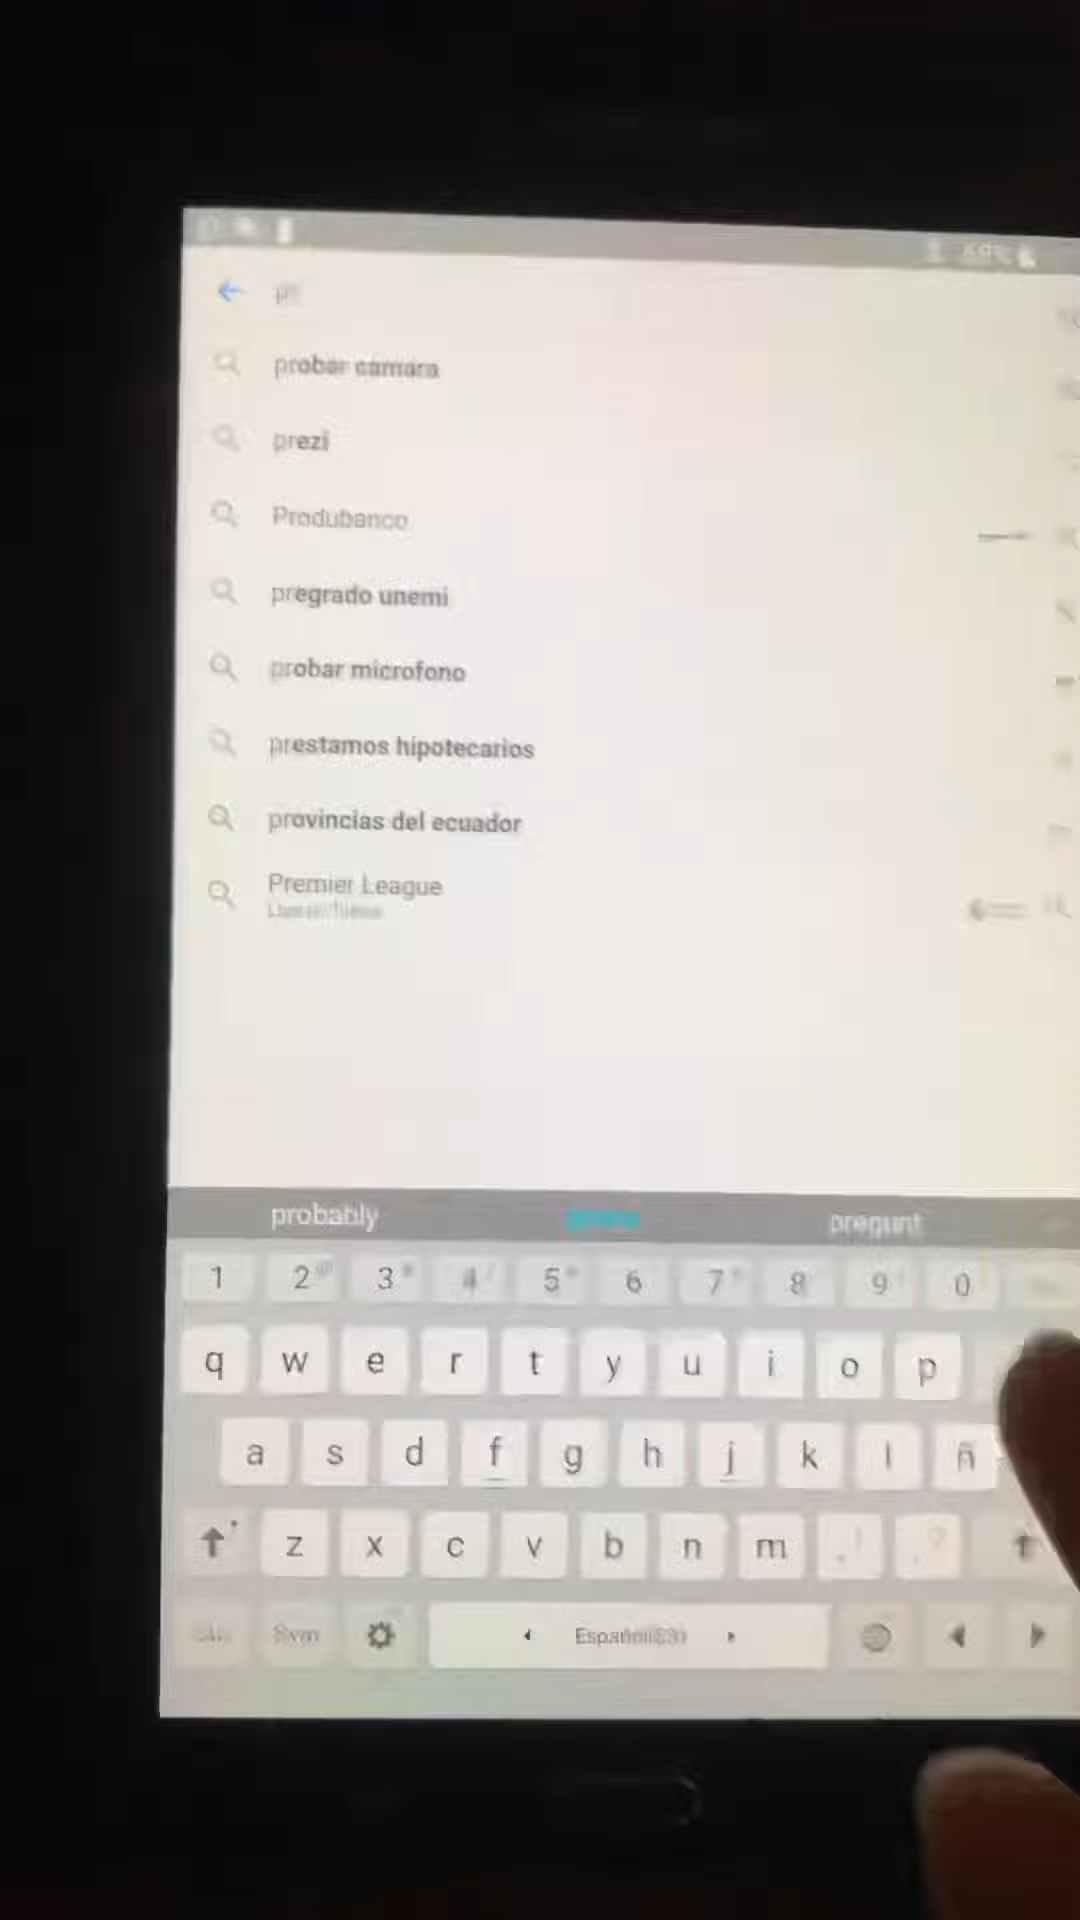 probar camara
prezi
Produbanco
pregrado unemi
probar microfono
prestamos hipotecarios
provincias del ecuador
Premier League
probably pregunt
1 2 3 4 5 6 7 8 9 0
q w e r t y u i o p
a s d f g h j k l ñ
z x c v b n m , ! . ?
Sym